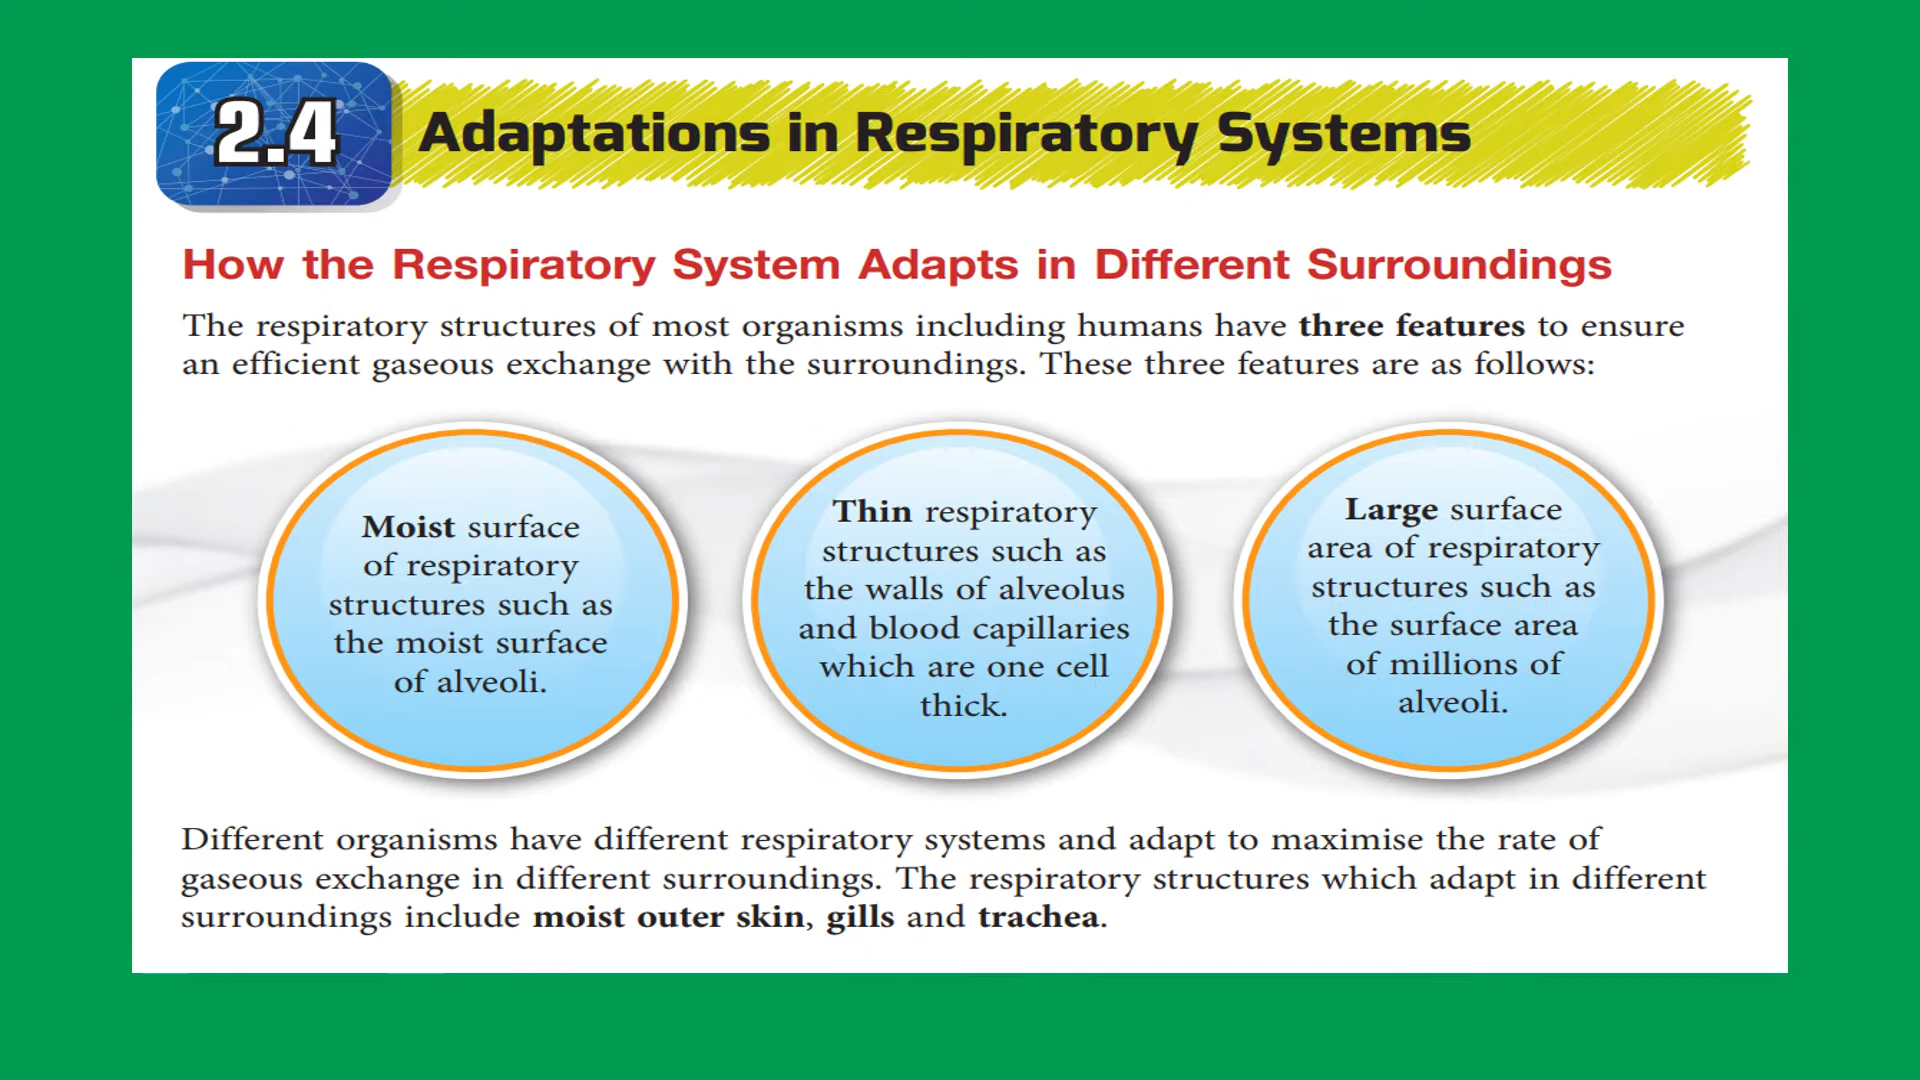 2.4 Adaptations in Respiratory Systems
How the Respiratory System Adapts in Different Surroundings
The respiratory structures of most organisms including humans have three features to ensure
an efficient gaseous exchange with the surroundings. These three features are as follows:
Moist surface
of respiratory
structures such as
the moist surface
of alveoli.
Thin respiratory
structures such as
the walls of alveolus
and blood capillaries
which are one cell
thick.
Large surface
area of respiratory
structures such as
the surface area
of millions of
alveoli.
Different organisms have different respiratory systems and adapt to maximise the rate of
gaseous exchange in different surroundings. The respiratory structures which adapt in different
surroundings include moist outer skin, gills and trachea.